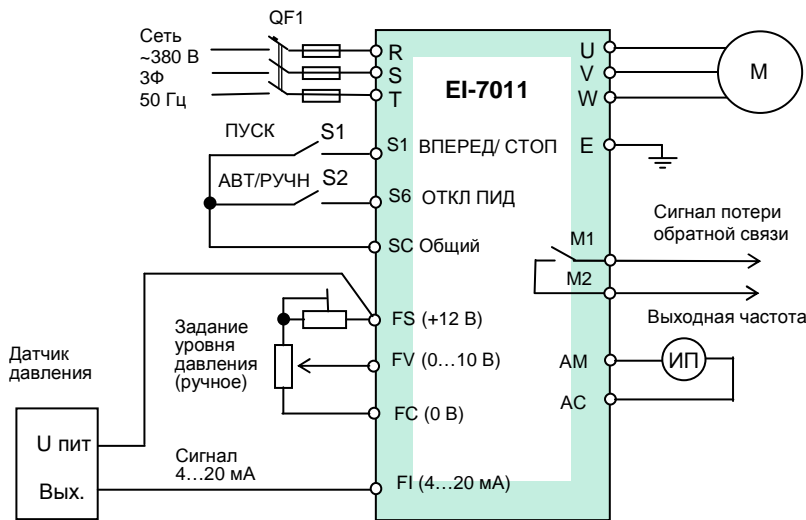 QF1
Сеть
~380 В
3Ф
50 Гц
R
S
T
EI-7011
U
V
W
М
ПУСК
S1
S1 ВПЕРЕД/ СТОП
E
АВТ/РУЧН
S2
S6 ОТКЛ ПИД
SC Общий
M1
M2
Сигнал потери
обратной связи
Выходная частота
Датчик
давления
Задание
уровня
давления
(ручное)
FS (+12 В)
FV (0…10 В)
FC (0 В)
AM
AC
ИП
U пит
Вых.
Сигнал
4…20 мА
FI (4…20 мА)